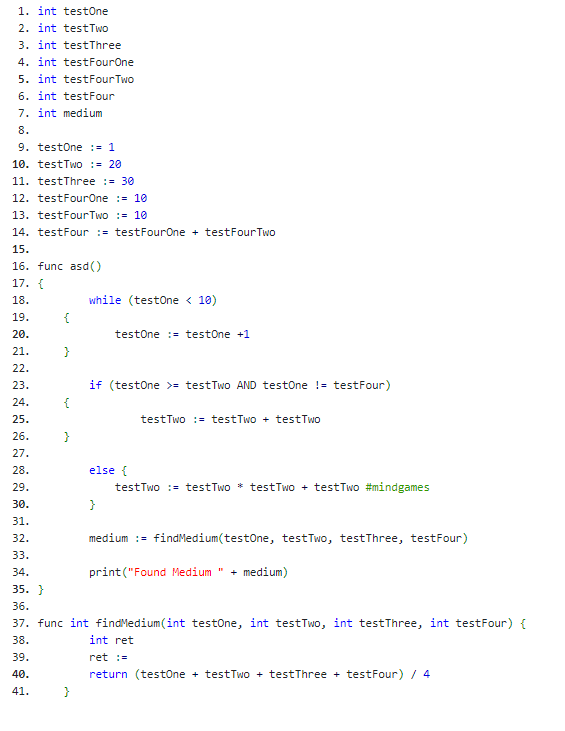 1. int testOne
2. int testTwo
3. int testThree
4. int testFourOne
5. int testFourTwo
6. int testFour
7. int medium
8.
9. testOne := 1
10. testTwo := 20
11. testThree := 30
12. testFourOne := 10
13. testFourTwo := 10
14. testFour := testFourOne + testFourTwo
15.
16. func asd()
17. {
18.         while (testOne < 10)
19.     {
20.             testOne := testOne +1
21.     }
22.
23.         if (testOne >= testTwo AND testOne != testFour)
24.     {
25.                 testTwo := testTwo + testTwo
26.     }
27.
28.         else {
29.             testTwo := testTwo * testTwo + testTwo #mindgames
30.         }
31.
32.         medium := findMedium(testOne, testTwo, testThree, testFour)
33.
34.         print("Found Medium " + medium)
35. }
36.
37. func int findMedium(int testOne, int testTwo, int testThree, int testFour) {
38.         int ret
39.         ret :=
40.         return (testOne + testTwo + testThree + testFour) / 4
41.     }